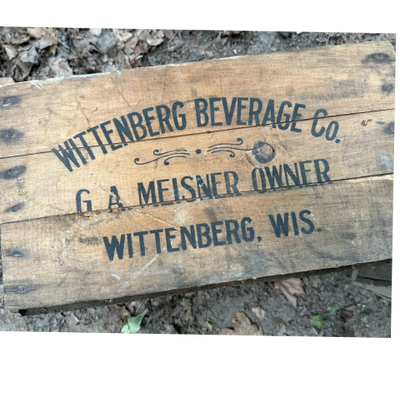 WITTENBERG BEVERAGE CO.
G. A. MEISNER OWNER
WITTENBERG, WIS.